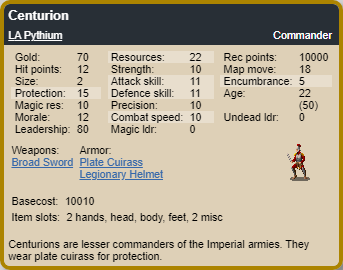 Centurion
LA Pythium Commander
Gold: 70 Resources: 22 Rec points: 10000
Hit points: 12 Strength: 10 Map move: 18
Size: 2 Attack skill: 11 Encumbrance: 5
Protection: 15 Defence skill: 11 Age: 22
Magic res: 10 Precision: 10 (50)
Morale: 12 Combat speed: 10 Undead ldr: 0
Leadership: 80 Magic ldr: 0
Weapons: Armor:
Broad Sword Plate Cuirass
Legionary Helmet
Basecost: 10010
Item slots: 2 hands, head, body, feet, 2 misc
Centurions are lesser commanders of the Imperial armies. They
wear plate cuirass for protection.